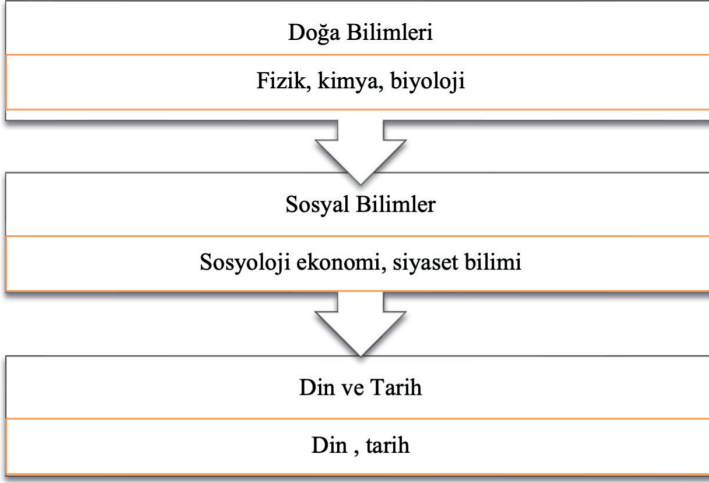 Doğa Bilimleri
Fizik, kimya, biyoloji
Sosyal Bilimler
Sosyoloji ekonomi, siyaset bilimi
Din ve Tarih
Din , tarih